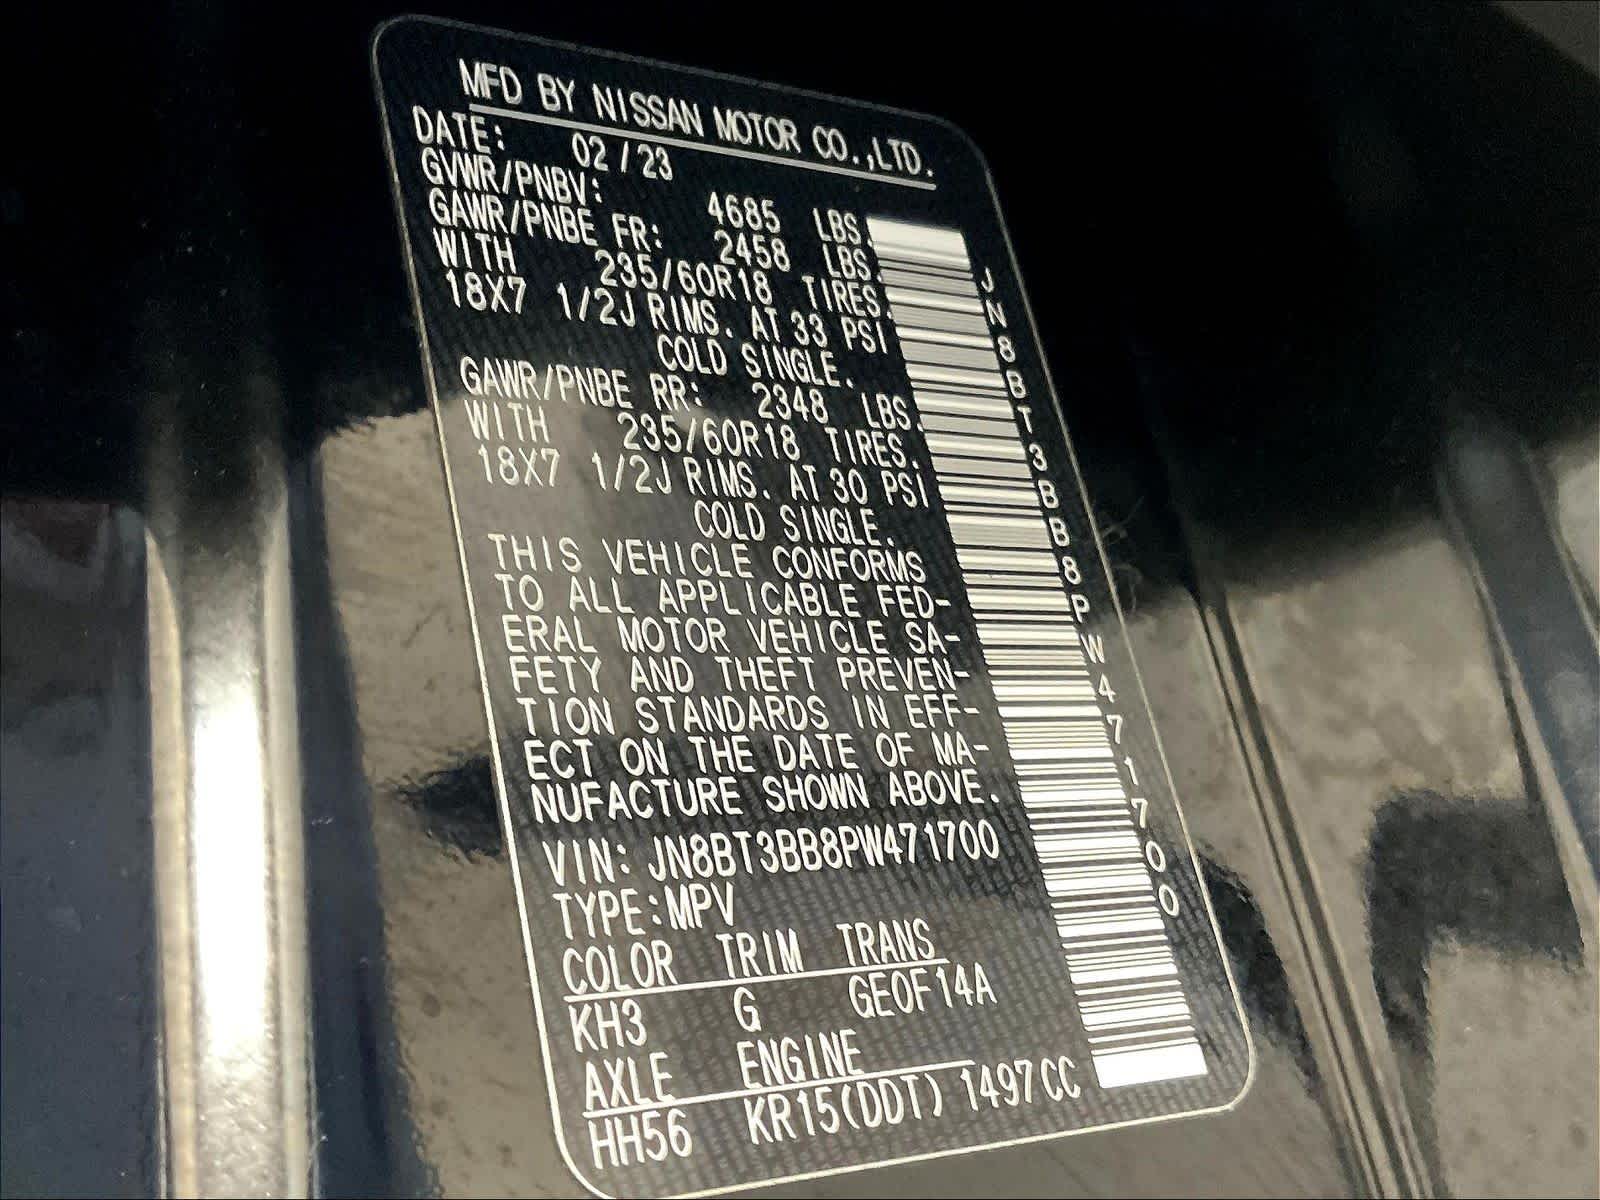 MFD BY NISSAN MOTOR CO.,LTD.
DATE: 02/23
GVWR/PNBV: 4685 LBS.
GAWR/PNBE FR: 2458 LBS.
WITH 235/60R18 TIRES.
18X7 1/2J RIMS. AT 33 PSI
COLD SINGLE.
GAWR/PNBE RR: 2348 LBS.
WITH 235/60R18 TIRES.
18X7 1/2J RIMS. AT 30 PSI
COLD SINGLE.
THIS VEHICLE CONFORMS
TO ALL APPLICABLE FED-
ERAL MOTOR VEHICLE SA-
FETY AND THEFT PREVEN-
TION STANDARDS IN EFF-
ECT ON THE DATE OF MA-
NUFACTURE SHOWN ABOVE.
VIN: JN8BT3BB8PW471700
TYPE:MPV
COLOR TRIM TRANS
KH3 G GE0F14A
AXLE ENGINE
HH56 KR15(DDT) 1497CC
JN8BT3BB8PW471700